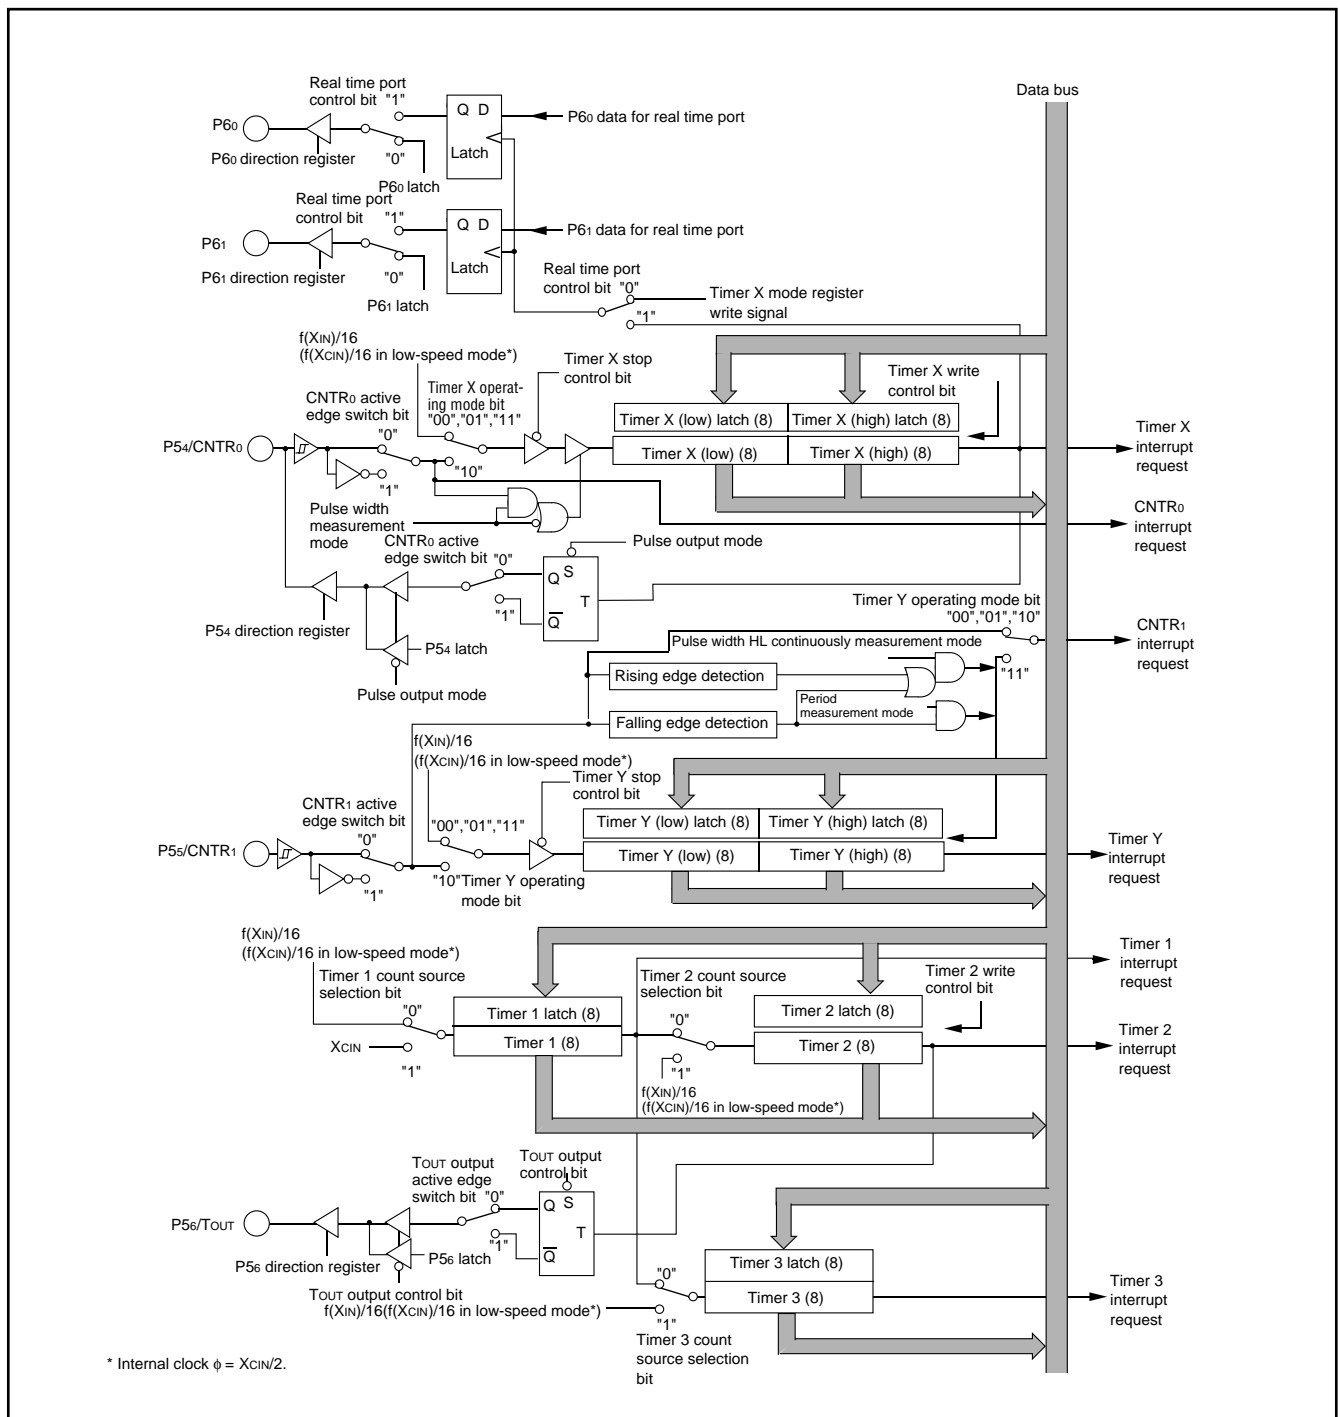 Data bus
Real time port
control bit "1"
Q D
P60 data for real time port
P60
"0"
Latch
P60 direction register
P60 latch
Real time port
control bit "1"
Q D
P61 data for real time port
P61
"0"
Latch
P61 direction register
P61 latch
Real time port
control bit "0"
Timer X mode register
write signal
"1"
f(XIN)/16
(f(XCIN)/16 in low-speed mode*)
Timer X stop
control bit
Timer X write
control bit
CNTR0 active
edge switch bit
Timer X operat-
ing mode bit
"00","01","11"
Timer X (low) latch (8)
Timer X (high) latch (8)
P54/CNTR0
"0"
Timer X (low) (8)
Timer X (high) (8)
Timer X
interrupt
request
"10"
"1"
Pulse width
measurement
mode
CNTR0
interrupt
request
CNTR0 active
edge switch bit "0"
Pulse output mode
Q S
T
"1"
Q
P54 direction register
P54 latch
Pulse output mode
Timer Y operating mode bit
"00","01","10"
CNTR1
interrupt
request
Pulse width HL continuously measurement mode
"11"
Rising edge detection
Period
measurement mode
Falling edge detection
f(XIN)/16
(f(XCIN)/16 in low-speed mode*)
Timer Y stop
control bit
CNTR1 active
edge switch bit
"00","01","11"
Timer Y (low) latch (8)
Timer Y (high) latch (8)
P55/CNTR1
"0"
Timer Y (low) (8)
Timer Y (high) (8)
Timer Y
interrupt
request
"1"
"10" Timer Y operating
mode bit
f(XIN)/16
(f(XCIN)/16 in low-speed mode*)
Timer 1 count source
selection bit
Timer 2 count source
selection bit
Timer 2 write
control bit
Timer 1
interrupt
request
"0"
Timer 1 latch (8)
"0"
Timer 2 latch (8)
XCIN
Timer 1 (8)
Timer 2 (8)
Timer 2
interrupt
request
"1"
"1"
f(XIN)/16
(f(XCIN)/16 in low-speed mode*)
TOUT output
active edge
switch bit "0"
TOUT output
control bit
Q S
T
P56/TOUT
"1"
Q
P56 latch
P56 direction register
TOUT output control bit
f(XIN)/16(f(XCIN)/16 in low-speed mode*)
"0"
Timer 3 latch (8)
Timer 3 (8)
Timer 3
interrupt
request
"1"
Timer 3 count
source selection
bit
* Internal clock ϕ = XCIN/2.